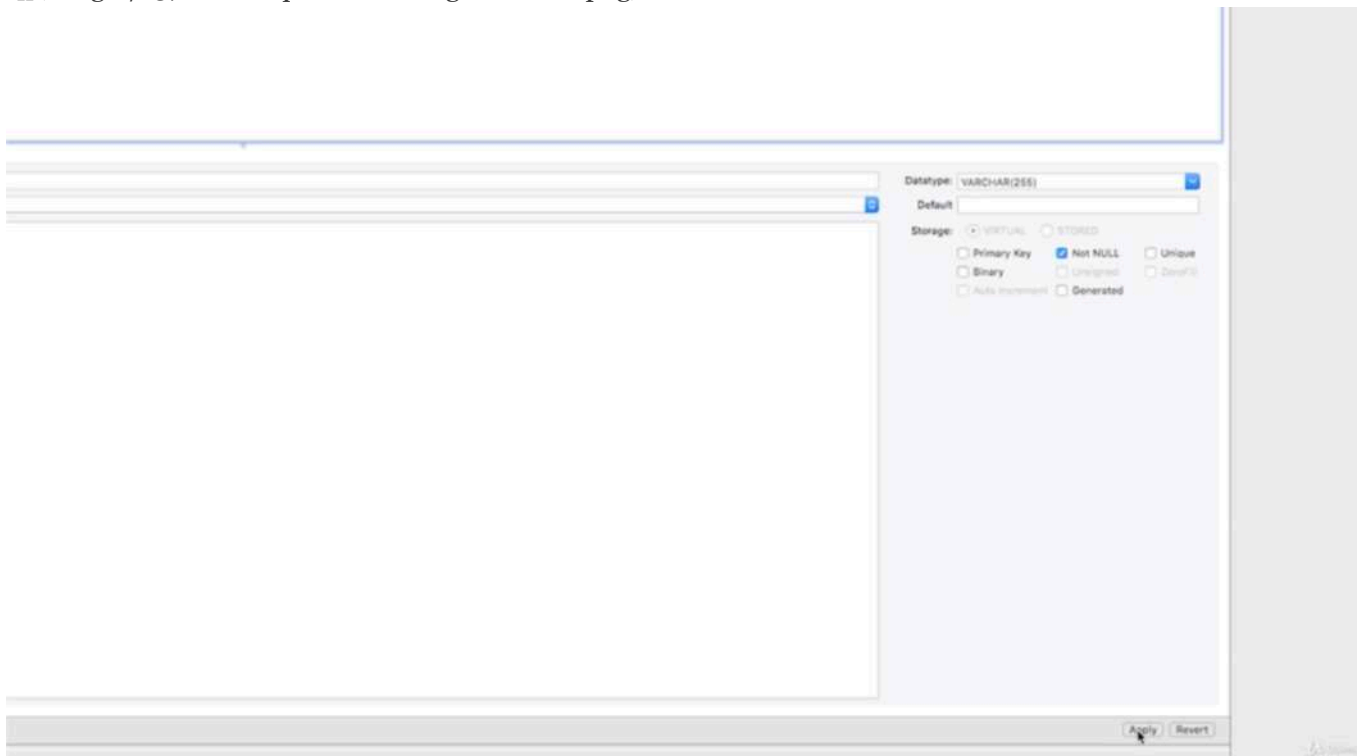 Datatype: VARCHAR(255)
Default
Storage: VIRTUAL STORED
Primary Key Not NULL Unique
Binary Unsigned ZeroFill
Auto Increment Generated
Apply Revert